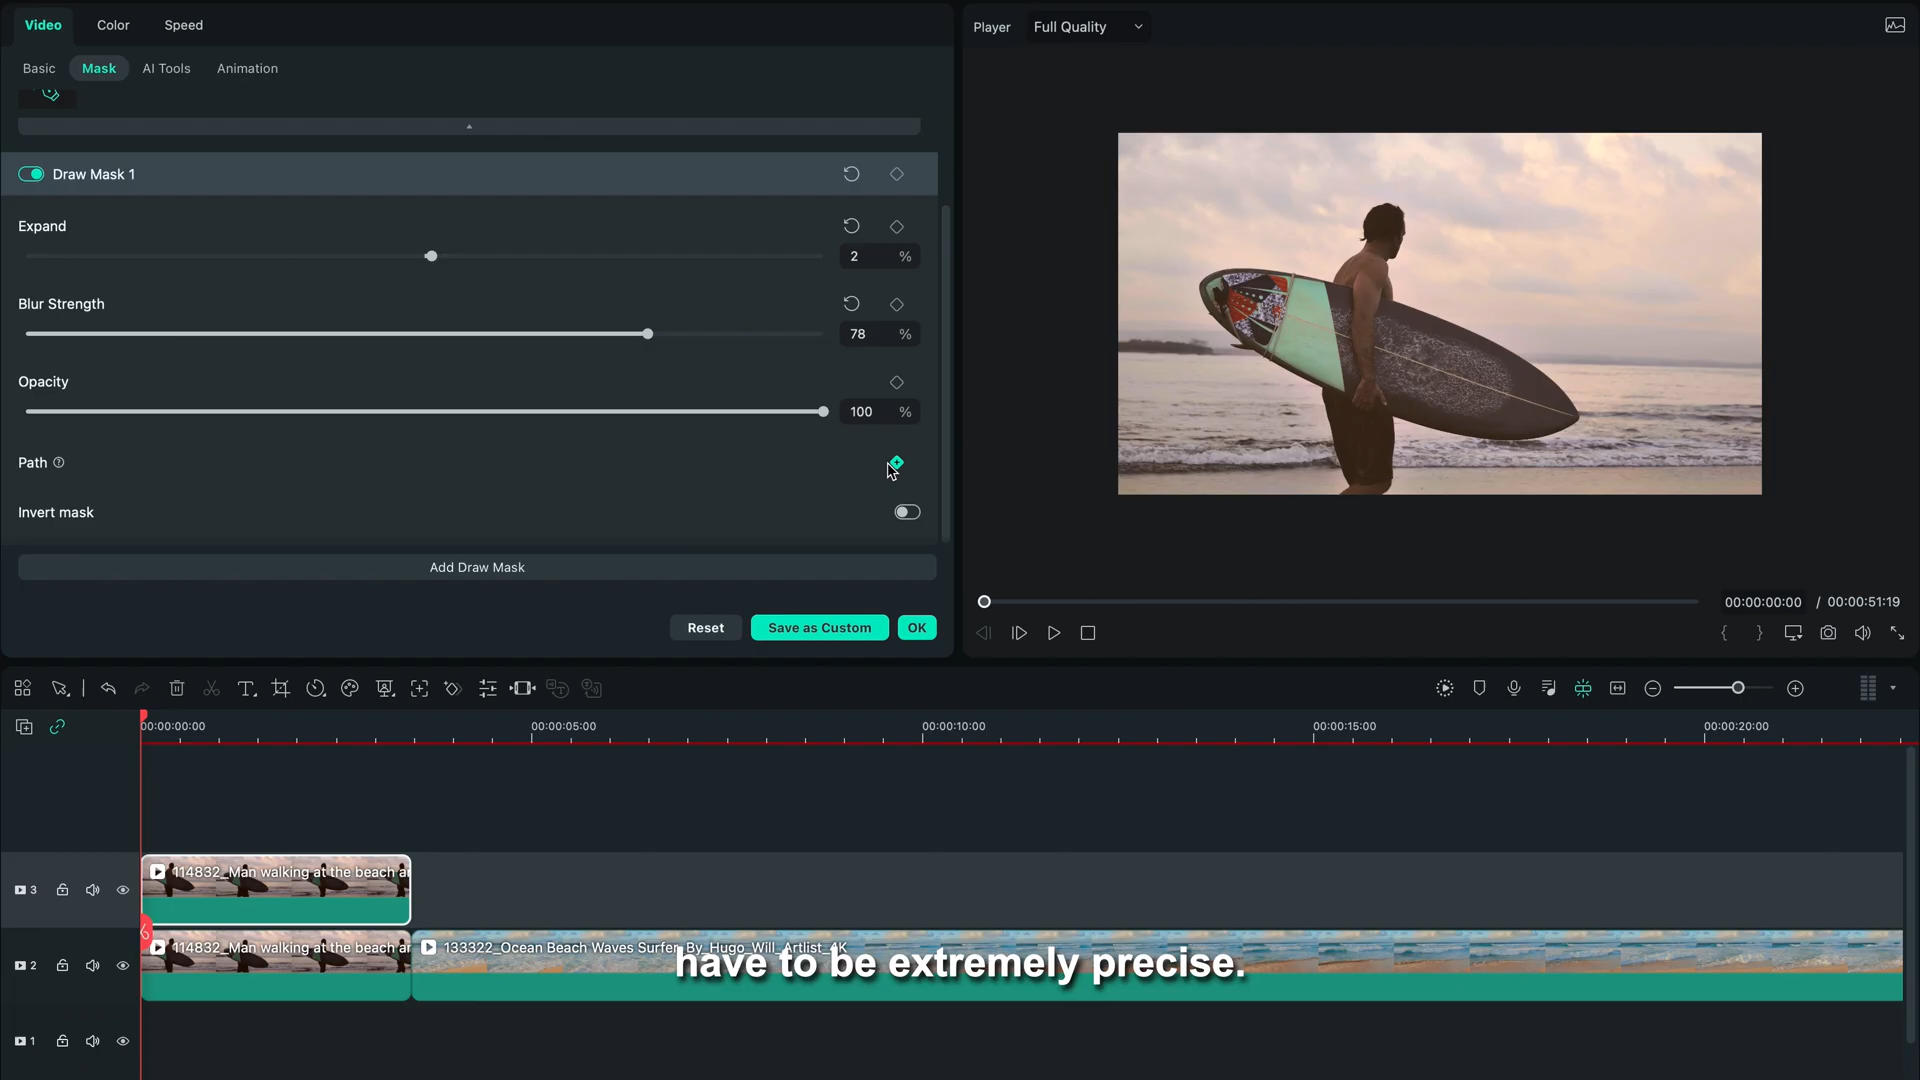 Video
Color
Speed
Player
Full Quality
Basic
Mask
AI Tools
Animation
Draw Mask 1
Expand
2 %
Blur Strength
78 %
Opacity
100 %
Path
Invert mask
Add Draw Mask
Reset
Save as Custom
OK
00:00:00:00 / 00:00:51:19
00:00:00:00
00:00:05:00
00:00:10:00
00:00:15:00
00:00:20:00
3
114832_Man walking at the beach ar
2
114832_Man walking at the beach ar
133322_Ocean Beach Waves Surfer_By_Hugo_Will_Artlist_4K
have to be extremely precise.
1